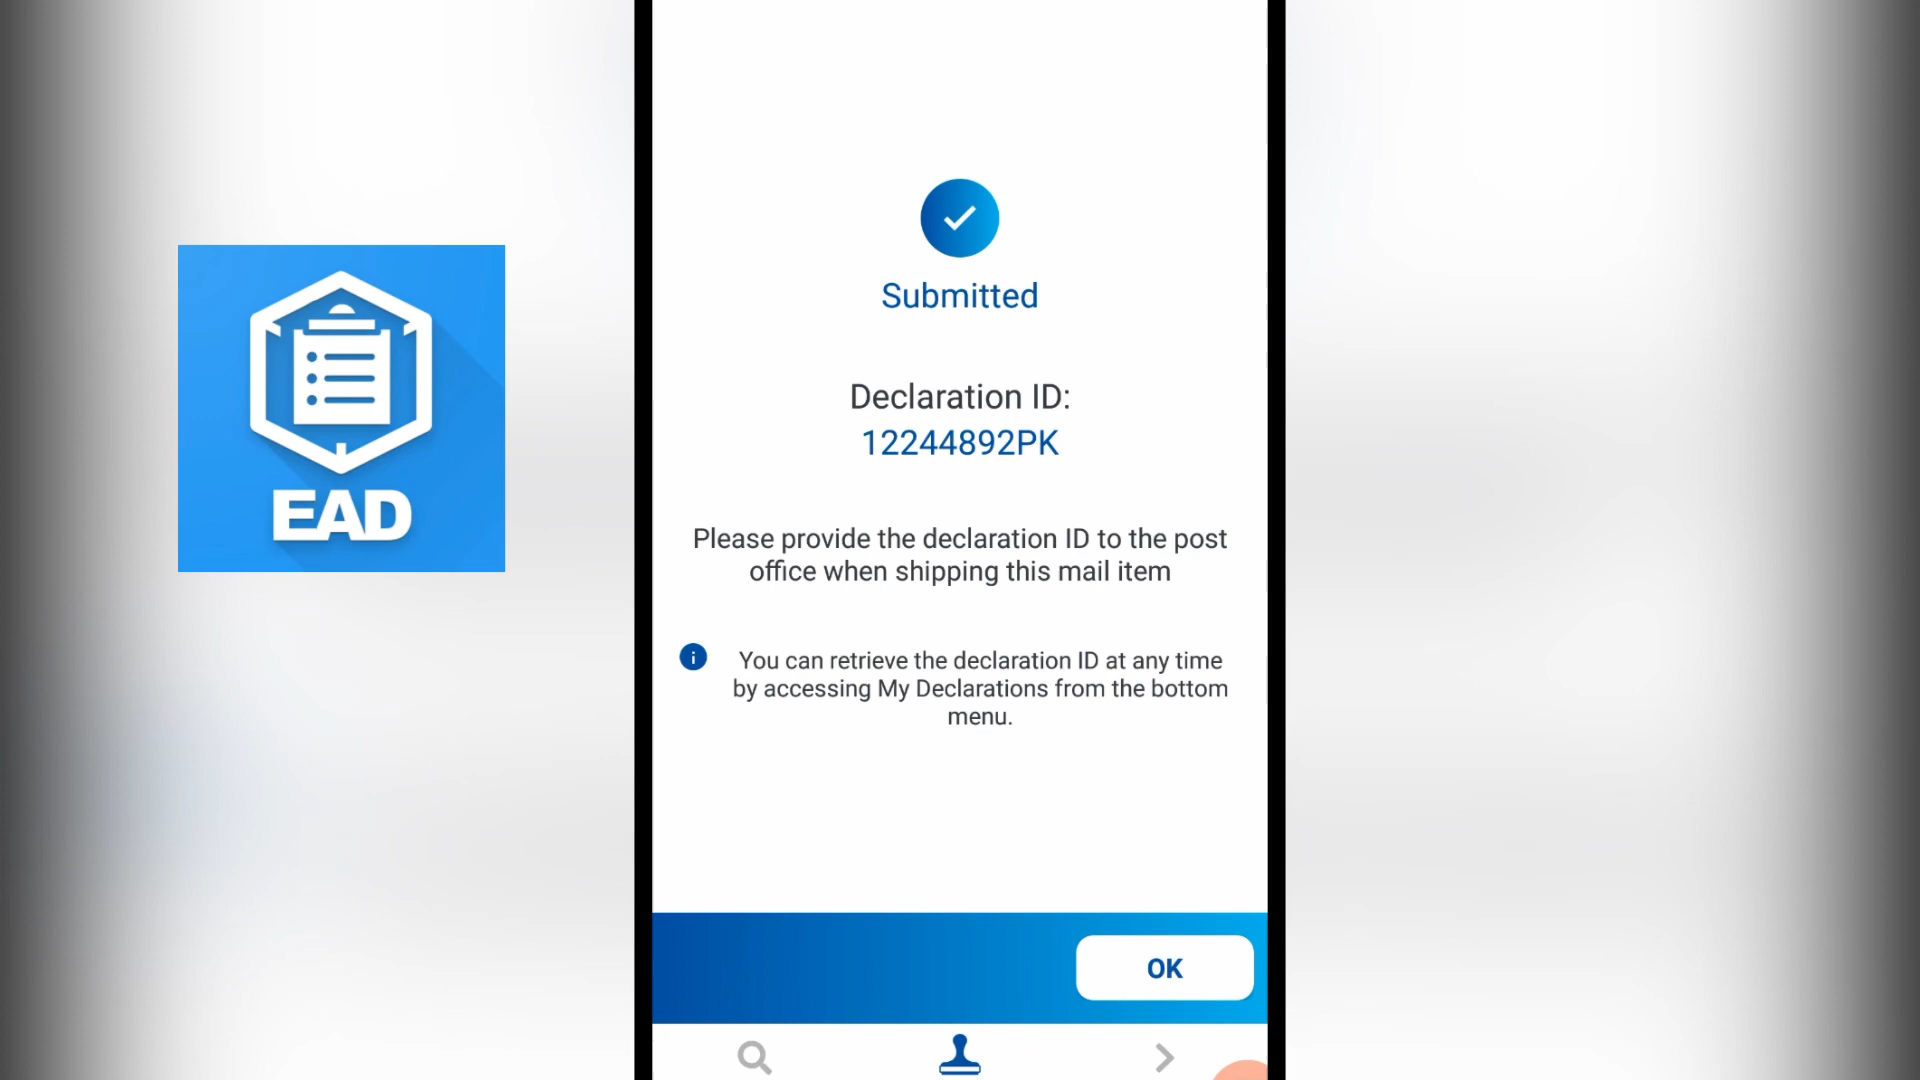 EAD
Submitted
Declaration ID:
12244892PK
Please provide the declaration ID to the post
office when shipping this mail item
You can retrieve the declaration ID at any time
by accessing My Declarations from the bottom
menu.
OK